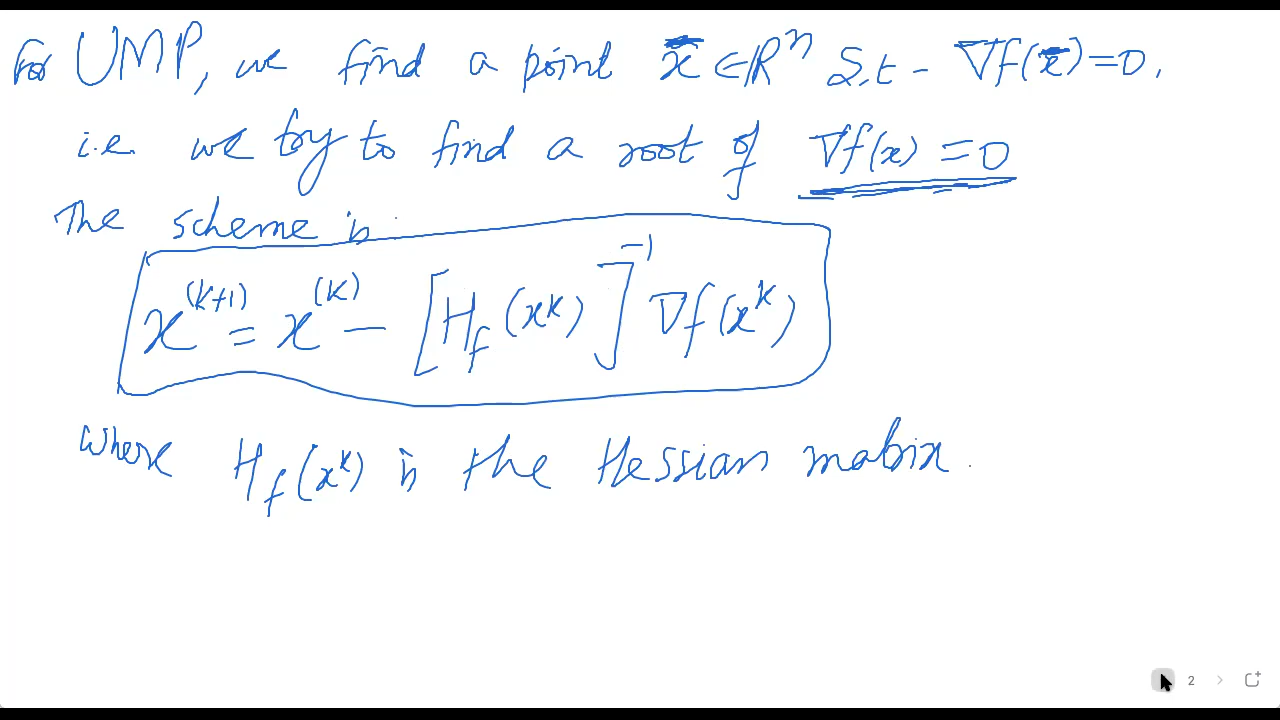 For UMP, we find a point x̄ ∈ ℝⁿ S.t - ∇f(x̄)=0.
i.e. we try to find a root of ∇f(x) = 0
The scheme is
x^(k+1) = x^(k) - [H_f(x^k)]^-1 ∇f(x^k)
where H_f(x^k) is the Hessian matrix.
2